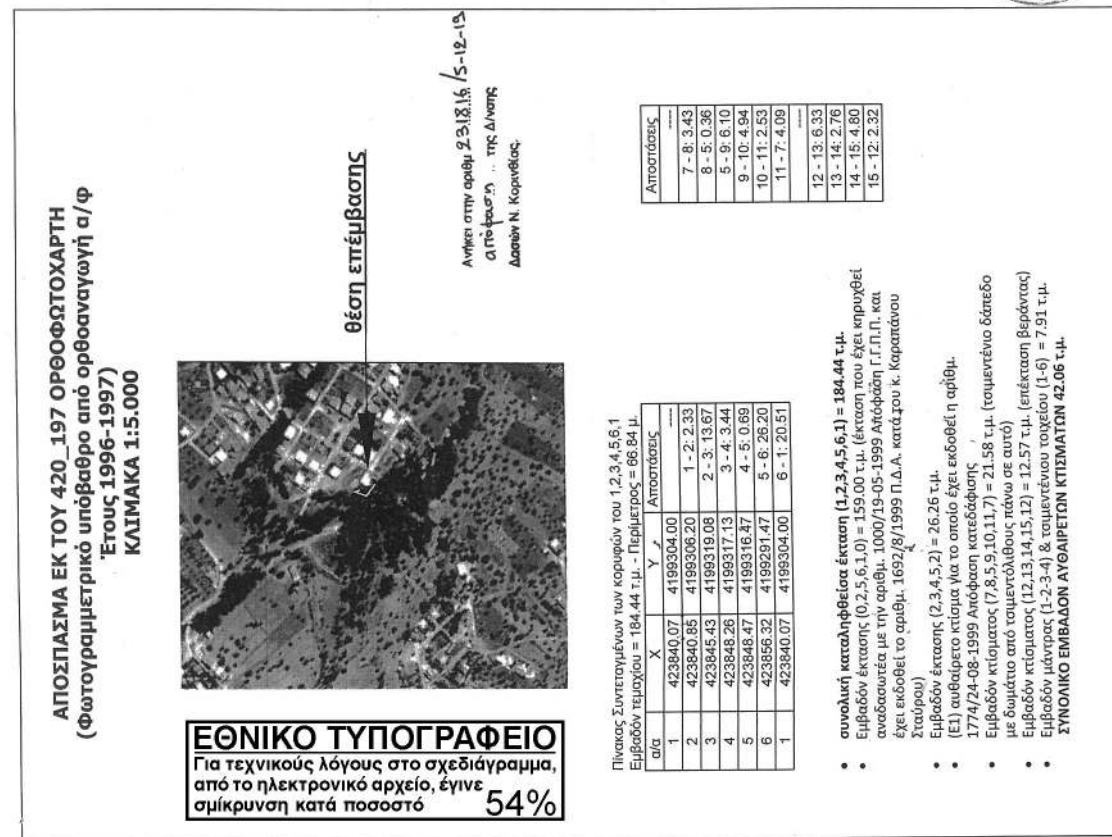 ΑΠΟΣΠΑΣΜΑ ΕΚ ΤΟΥ 420_197 ΟΡΘΟΦΩΤΟΧΑΡΤΗ
(Φωτογραμμετρικό υπόβαθρο από ορθοαναγωγή α/φ
Έτους 1996-1997)
ΚΛΙΜΑΚΑ 1:5.000
θέση επέμβασης
Ανήκει στην αριθμ 231816/5-12-19
απόφαση .. της Δ/νσης
Δασών Ν. Κορινθίας.
ΕΘΝΙΚΟ ΤΥΠΟΓΡΑΦΕΙΟ
Για τεχνικούς λόγους στο σχεδιάγραμμα,
από το ηλεκτρονικό αρχείο, έγινε
σμίκρυνση κατά ποσοστό 54%
Πίνακας Συντεταγμένων των κορυφών του 1,2,3,4,5,6,1
Εμβαδόν τεμαχίου = 184.44 τ.μ. - Περίμετρος = 66.84 μ.
α/α X Y Αποστάσεις
1 423840.07 4199304.00 ----
2 423840.85 4199306.20 1 - 2: 2.33
3 423845.43 4199319.08 2 - 3: 13.67
4 423848.26 4199317.13 3 - 4: 3.44
5 423848.47 4199316.47 4 - 5: 0.69
6 423856.32 4199291.47 5 - 6: 26.20
1 423840.07 4199304.00 6 - 1: 20.51
Αποστάσεις
----
7 - 8: 3.43
8 - 5: 0.36
5 - 9: 6.10
9 - 10: 4.94
10 - 11: 2.53
11 - 7: 4.09
----
12 - 13: 6.33
13 - 14: 2.76
14 - 15: 4.80
15 - 12: 2.32
• συνολική καταληφθείσα έκταση (1,2,3,4,5,6,1) = 184.44 τ.μ.
• Εμβαδόν έκτασης (0,2,5,6,1,0) = 159.00 τ.μ. (έκταση που έχει κηρυχθεί
αναδασωτέα με την αριθμ. 1000/19-05-1999 Απόφαση Γ.Γ.Π.Π. και
έχει εκδοθεί το αριθμ. 1692/8/1999 Π.Δ.Α. κατά του κ. Καραπάνου
Σταύρου)
• Εμβαδόν έκτασης (2,3,4,5,2) = 26.26 τ.μ.
• (Ε1) αυθαίρετο κτίσμα για το οποίο έχει εκδοθεί η αριθμ.
1774/24-08-1999 Απόφαση κατεδάφισης
• Εμβαδόν κτίσματος (7,8,5,9,10,11,7) = 21.58 τ.μ. (τσιμεντένιο δάπεδο
με δωμάτιο από τσιμεντόλιθους πάνω σε αυτό)
• Εμβαδόν κτίσματος (12,13,14,15,12) = 12.57 τ.μ. (επέκταση βεράντας)
• Εμβαδόν μάντρας (1-2-3-4) & τσιμεντένιου τοιχείου (1-6) = 7.91 τ.μ.
ΣΥΝΟΛΙΚΟ ΕΜΒΑΔΟΝ ΑΥΘΑΙΡΕΤΩΝ ΚΤΙΣΜΑΤΩΝ 42.06 τ.μ.